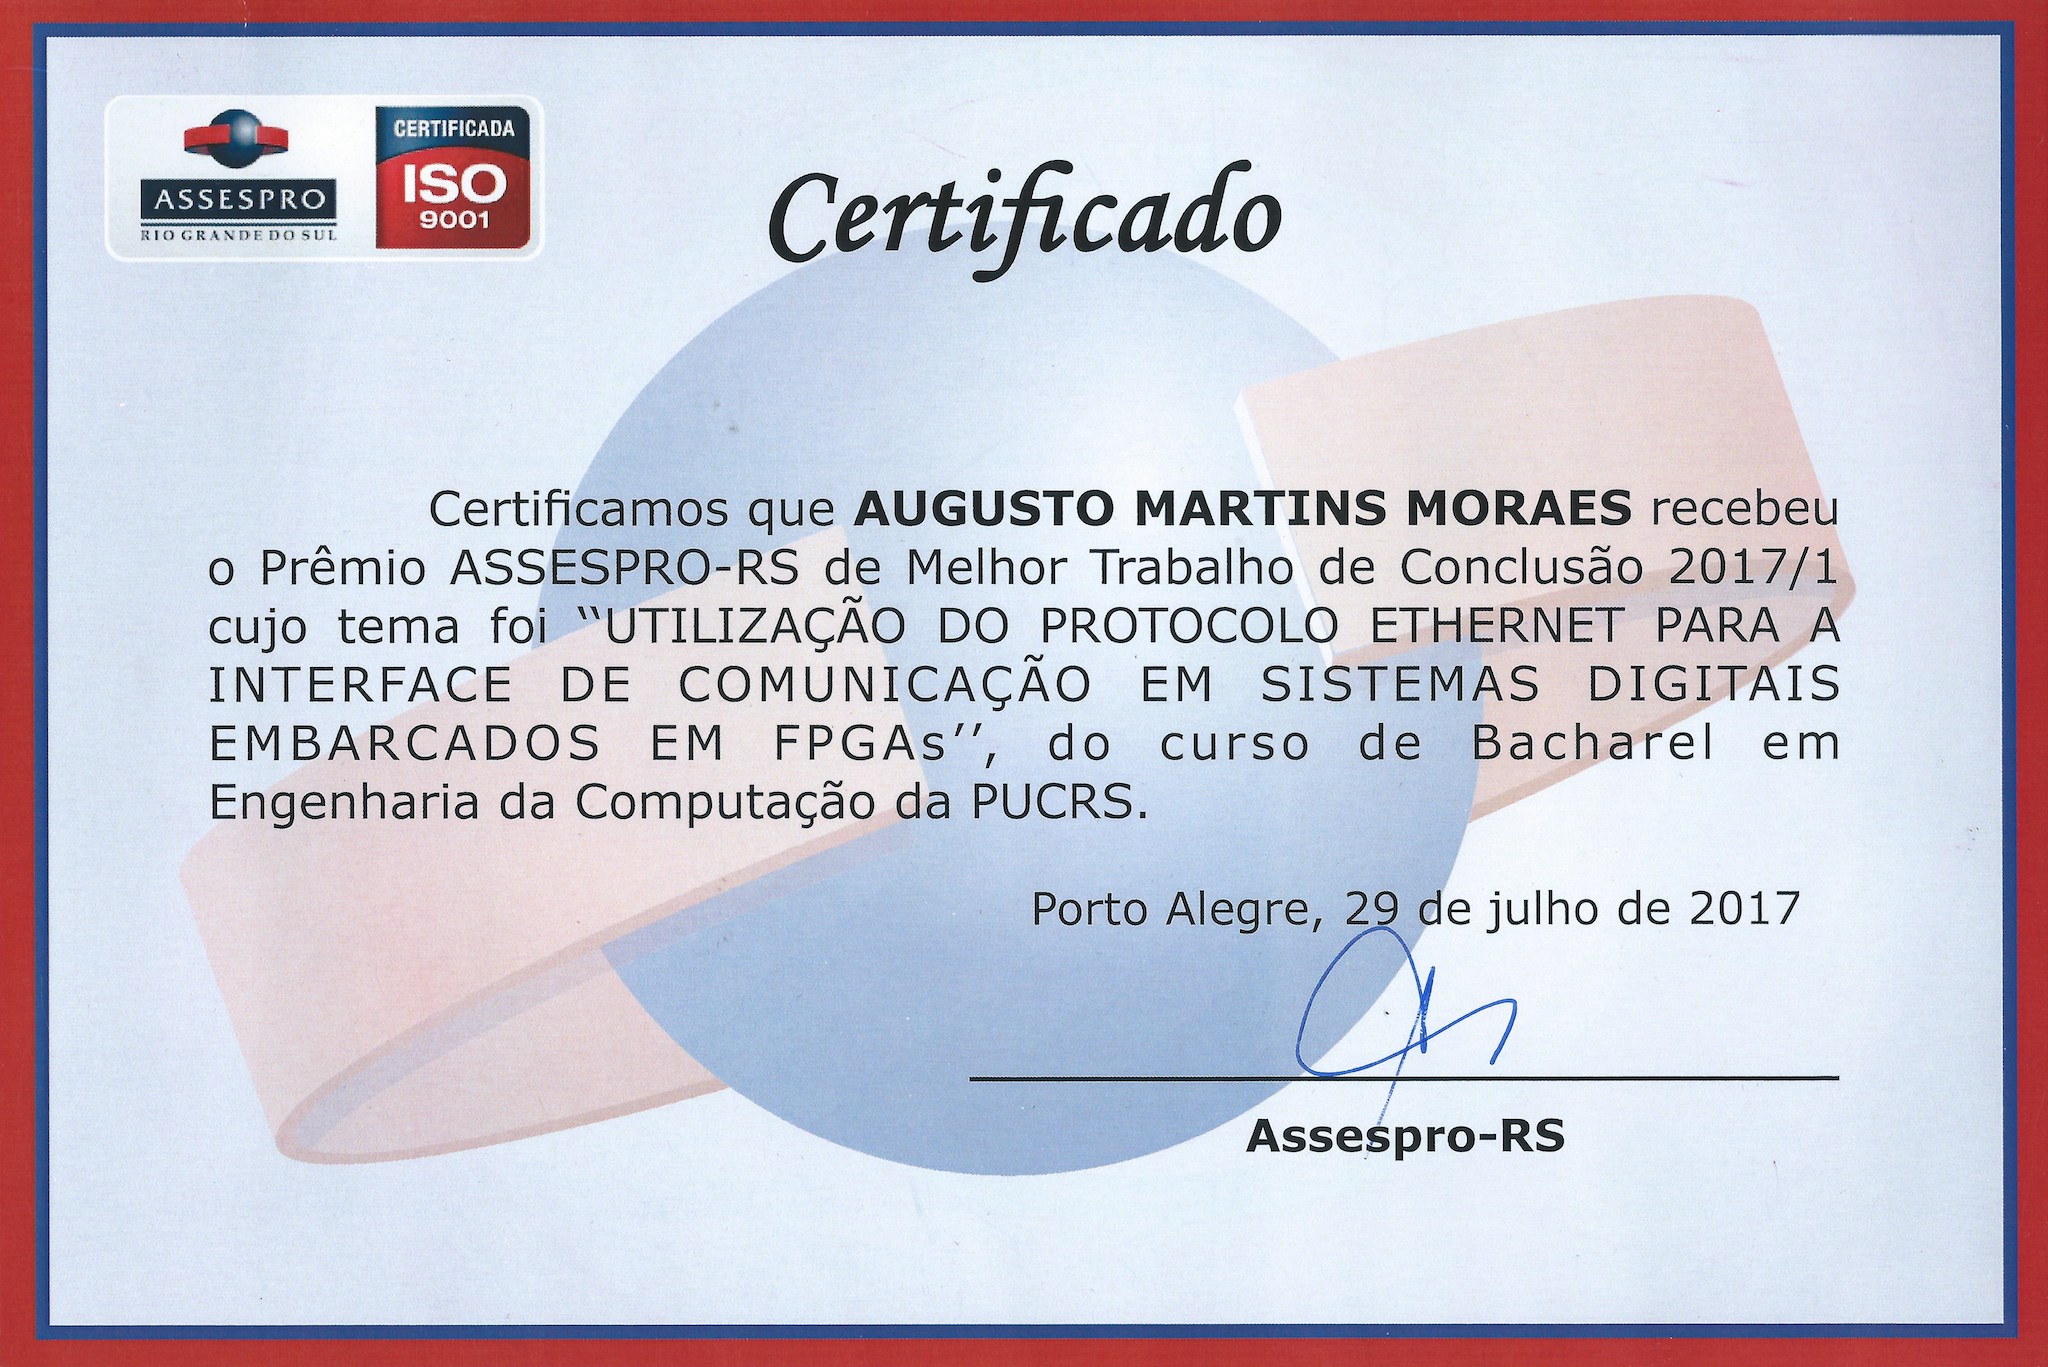 ASSESPRO
RIO GRANDE DO SUL
CERTIFICADA
ISO
9001
Certificado
Certificamos que AUGUSTO MARTINS MORAES recebeu
o Prêmio ASSESPRO-RS de Melhor Trabalho de Conclusão 2017/1
cujo tema foi ‘‘UTILIZAÇÃO DO PROTOCOLO ETHERNET PARA A
INTERFACE DE COMUNICAÇÃO EM SISTEMAS DIGITAIS
EMBARCADOS EM FPGAs’’, do curso de Bacharel em
Engenharia da Computação da PUCRS.
Porto Alegre, 29 de julho de 2017
Assespro-RS